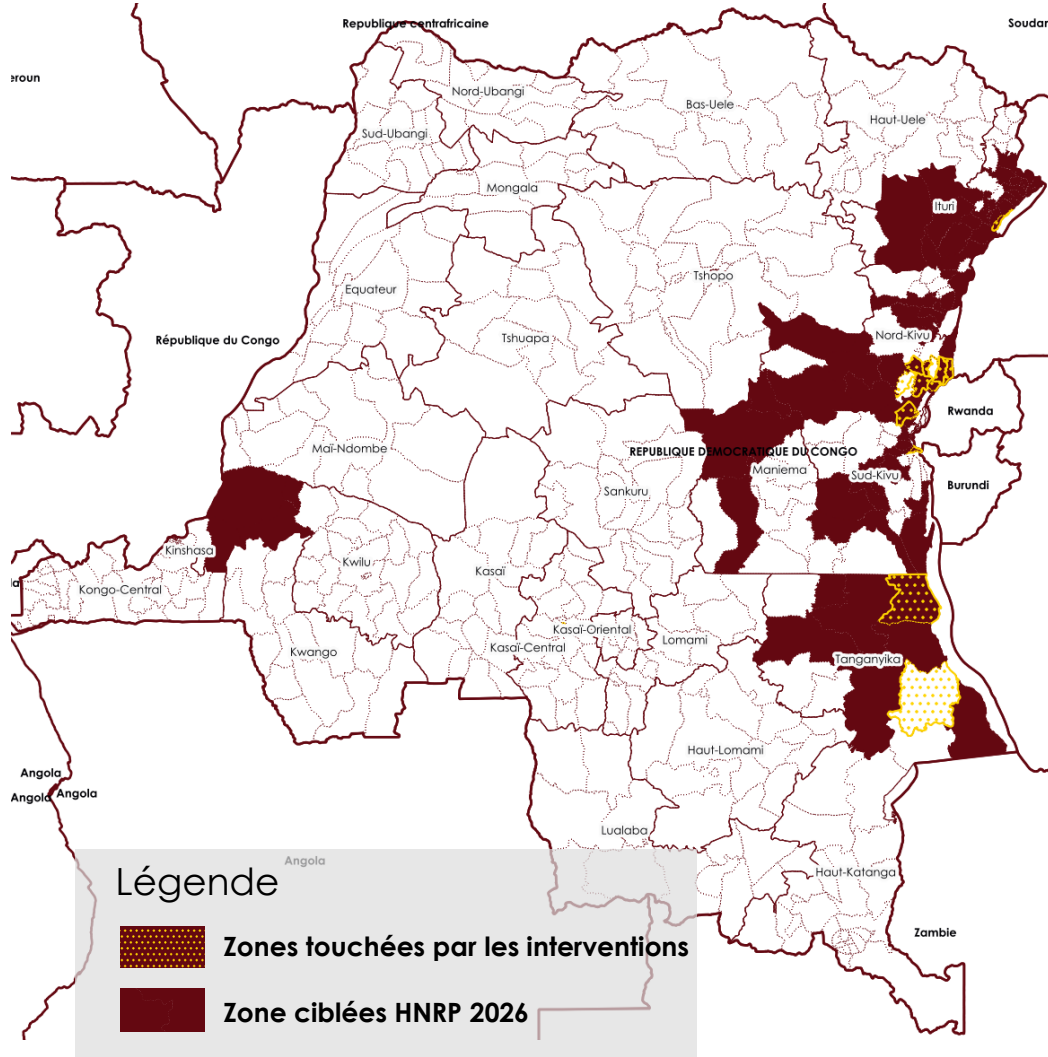 Republique centrafricaine
Soudan
eroun
Nord-Ubangi
Bas-Uele
Haut-Uele
Sud-Ubangi
Mongala
Ituri
Tshopo
Equateur
République du Congo
Tshuapa
Nord-Kivu
Rwanda
Maï-Ndombe
REPUBLIQUE DEMOCRATIQUE DU CONGO
Maniema
Sud-Kivu
Burundi
Sankuru
Kinshasa
Kwilu
Kasaï
Kongo-Central
Kasaï-Oriental
Lomami
Kasaï-Central
Kwango
Tanganyika
Haut-Lomami
Angola
Angola
Angola
Lualaba
Angola
Haut-Katanga
Zambie
Légende
Zones touchées par les interventions
Zone ciblées HNRP 2026